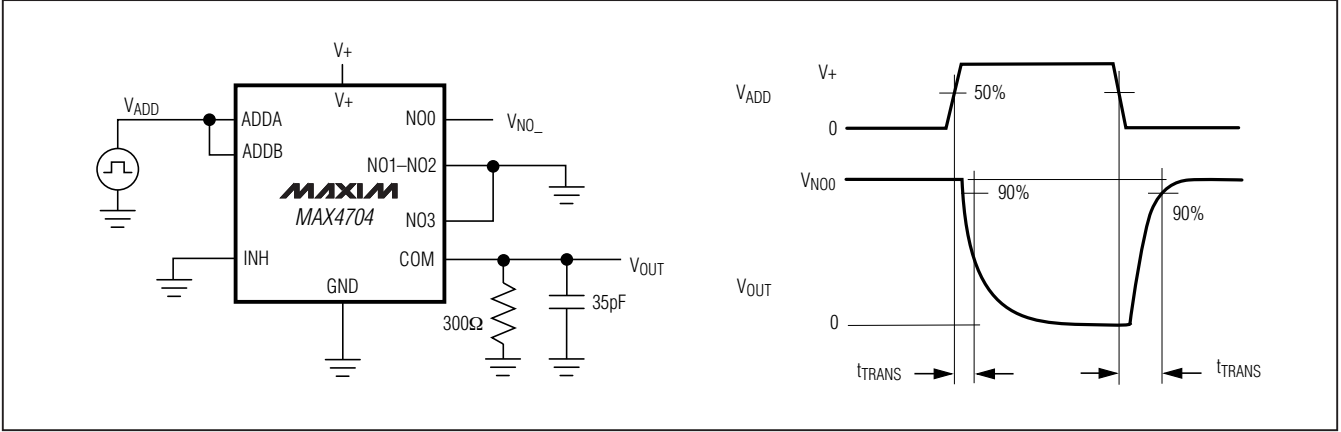 V+
VADD
V+
ADDA
NO0
VNO_
ADDB
NO1–NO2
MAXIM
MAX4704
NO3
INH
COM
VOUT
GND
300Ω
35pF
VADD
V+
50%
0
VNO0
90%
90%
VOUT
0
tTRANS
tTRANS